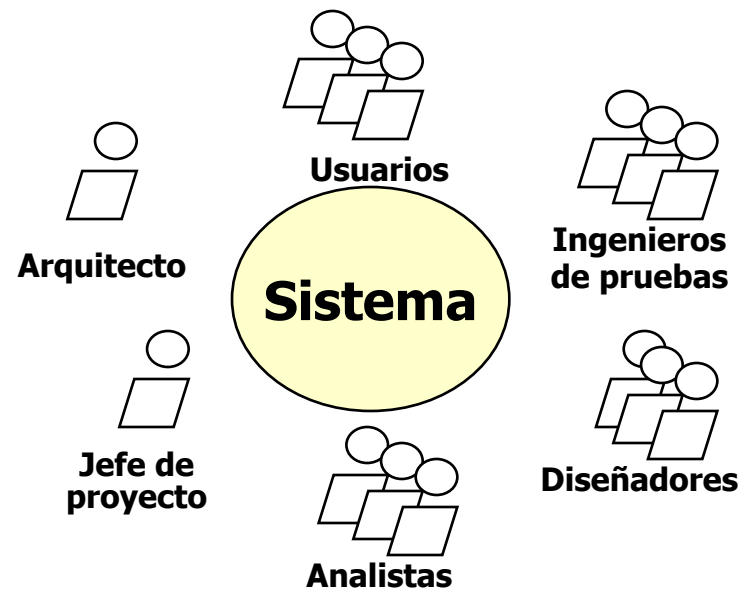 Usuarios
Ingenieros
de pruebas
Arquitecto
Sistema
Jefe de
proyecto
Diseñadores
Analistas